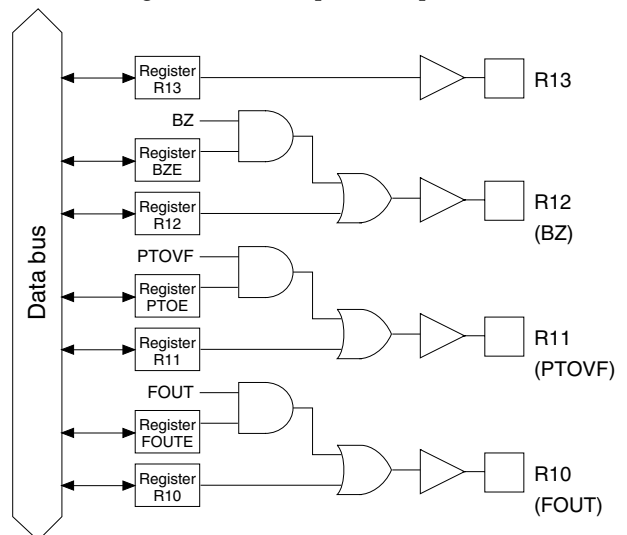 Data bus
Register
R13
R13
BZ
Register
BZE
Register
R12
R12
(BZ)
PTOVF
Register
PTOE
Register
R11
R11
(PTOVF)
FOUT
Register
FOUTE
Register
R10
R10
(FOUT)